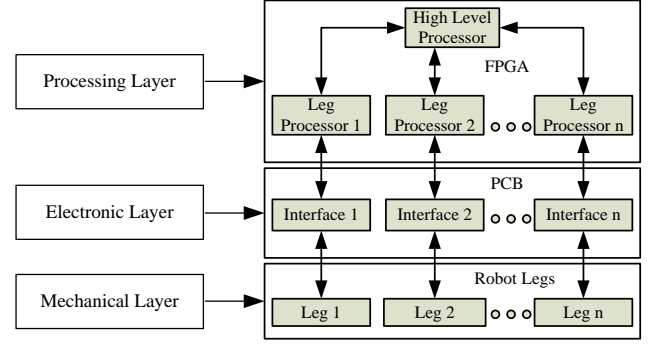 High Level
Processor
FPGA
Processing Layer
Leg
Processor 1
Leg
Processor 2
Leg
Processor n
PCB
Electronic Layer
Interface 1
Interface 2
Interface n
Robot Legs
Mechanical Layer
Leg 1
Leg 2
Leg n